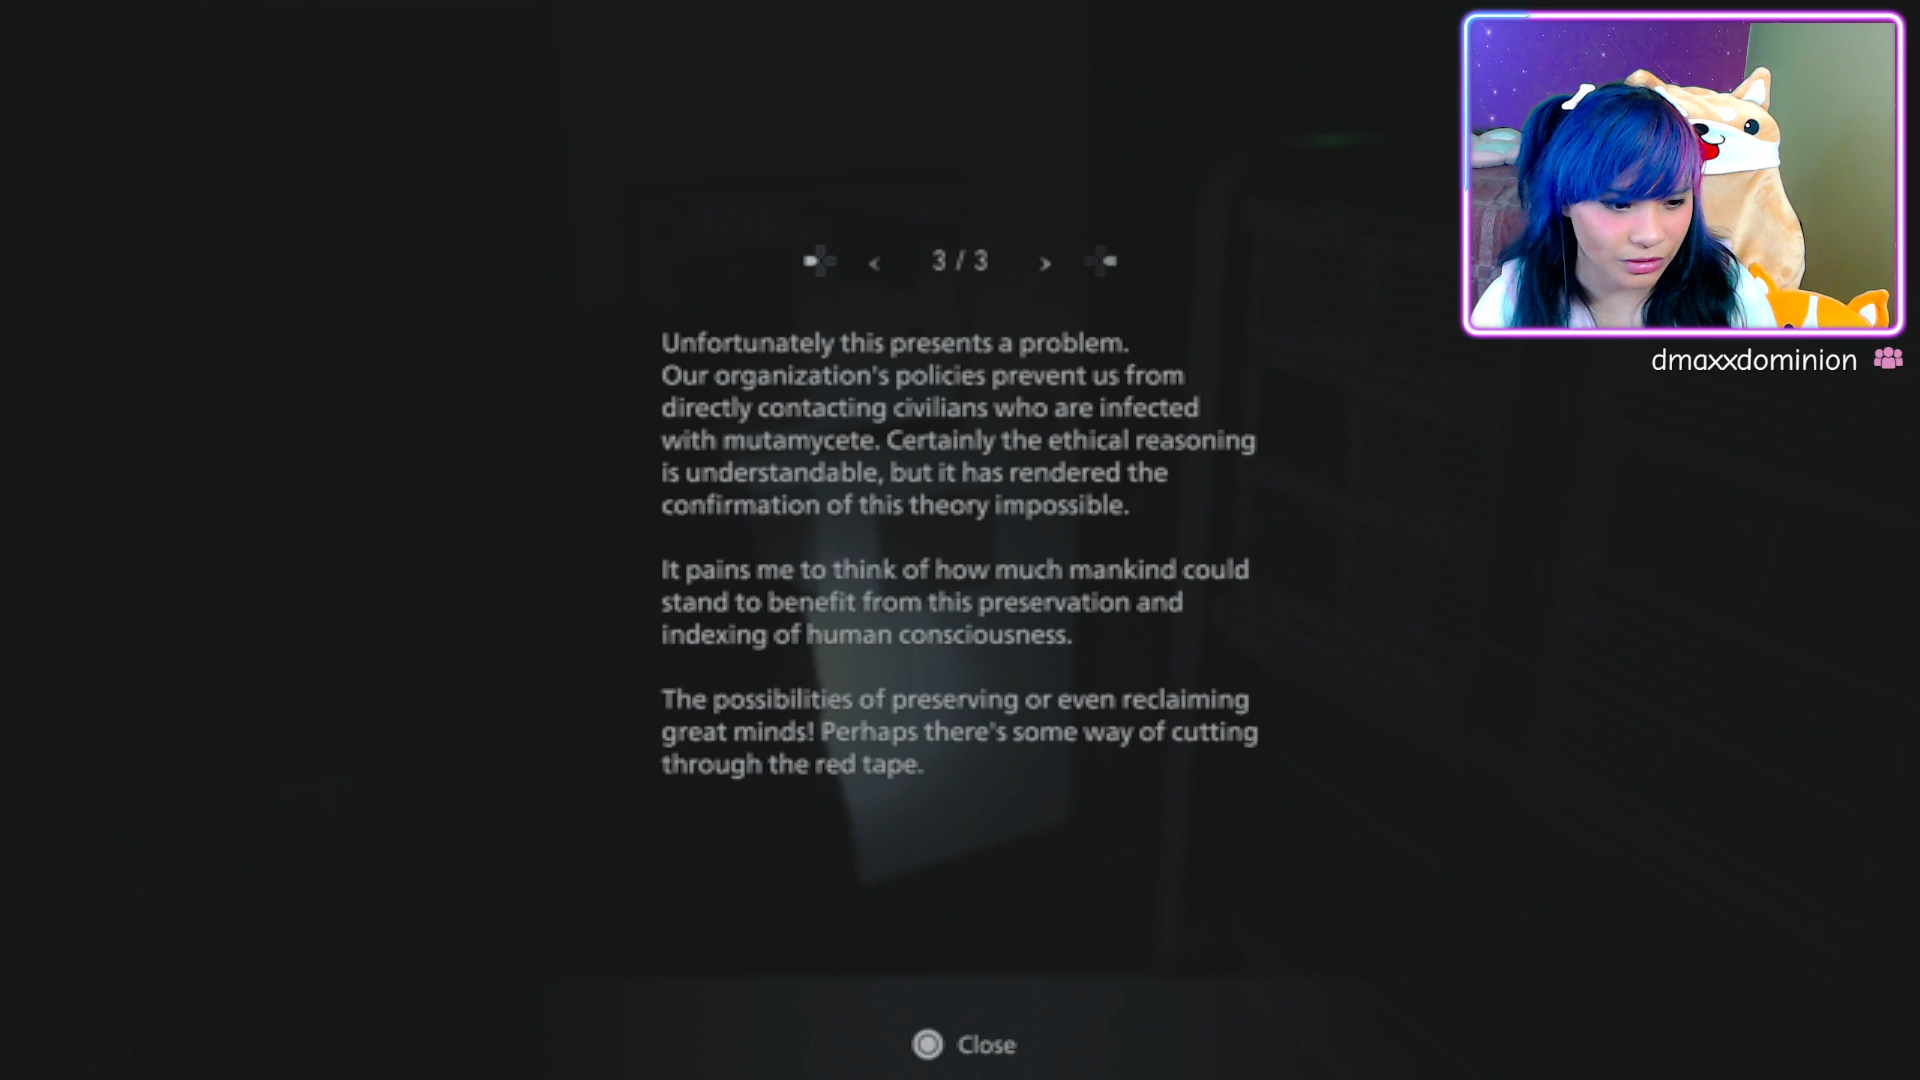 < 3 / 3 >
Unfortunately this presents a problem.
Our organization's policies prevent us from
directly contacting civilians who are infected
with mutamycete. Certainly the ethical reasoning
is understandable, but it has rendered the
confirmation of this theory impossible.
It pains me to think of how much mankind could
stand to benefit from this preservation and
indexing of human consciousness.
The possibilities of preserving or even reclaiming
great minds! Perhaps there's some way of cutting
through the red tape.
Close
dmaxxdominion